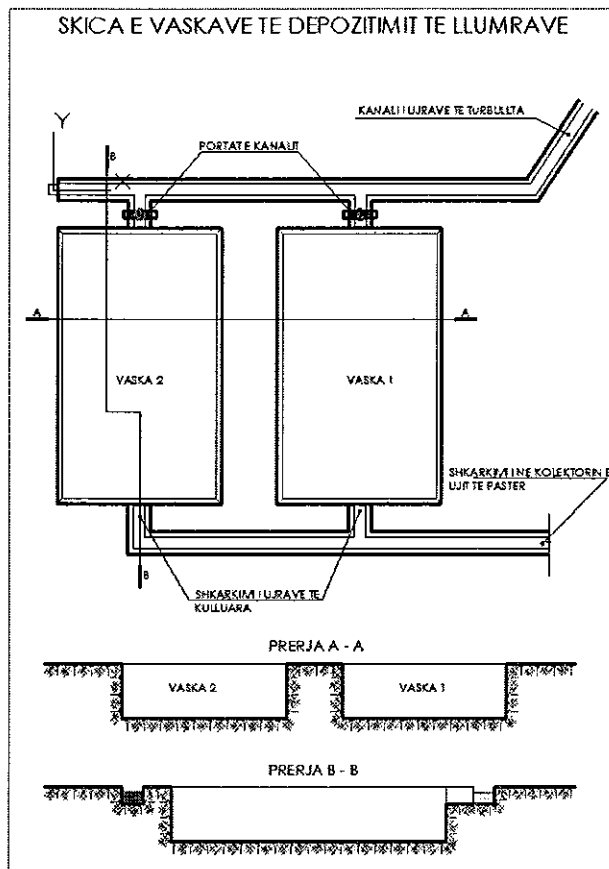 SKICA E VASKAVE TE DEPOZITIMIT TE LLUMRAVE
KANALI I UJRAVE TE TURBULLTA
Y
B
PORTAT E KANALIT
X
A
A
VASKA 2
VASKA 1
SHKARKIMI NE KOLEKTORIN E
UJIT TE PASTER
B
SHKARKIMI I UJRAVE TE
KULLUARA
PRERJA A - A
VASKA 2
VASKA 1
PRERJA B - B